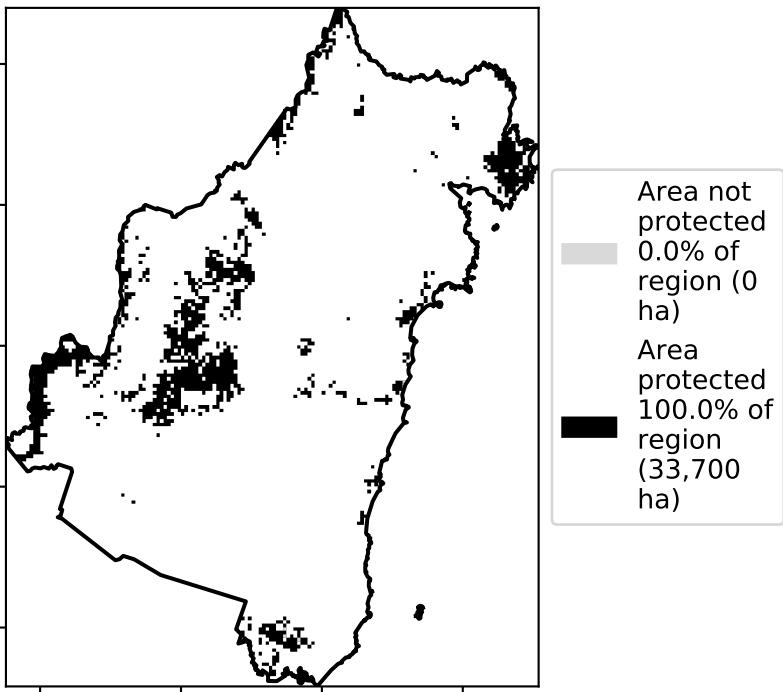 Area not
protected
0.0% of
region (0
ha)
Area
protected
100.0% of
region
(33,700
ha)